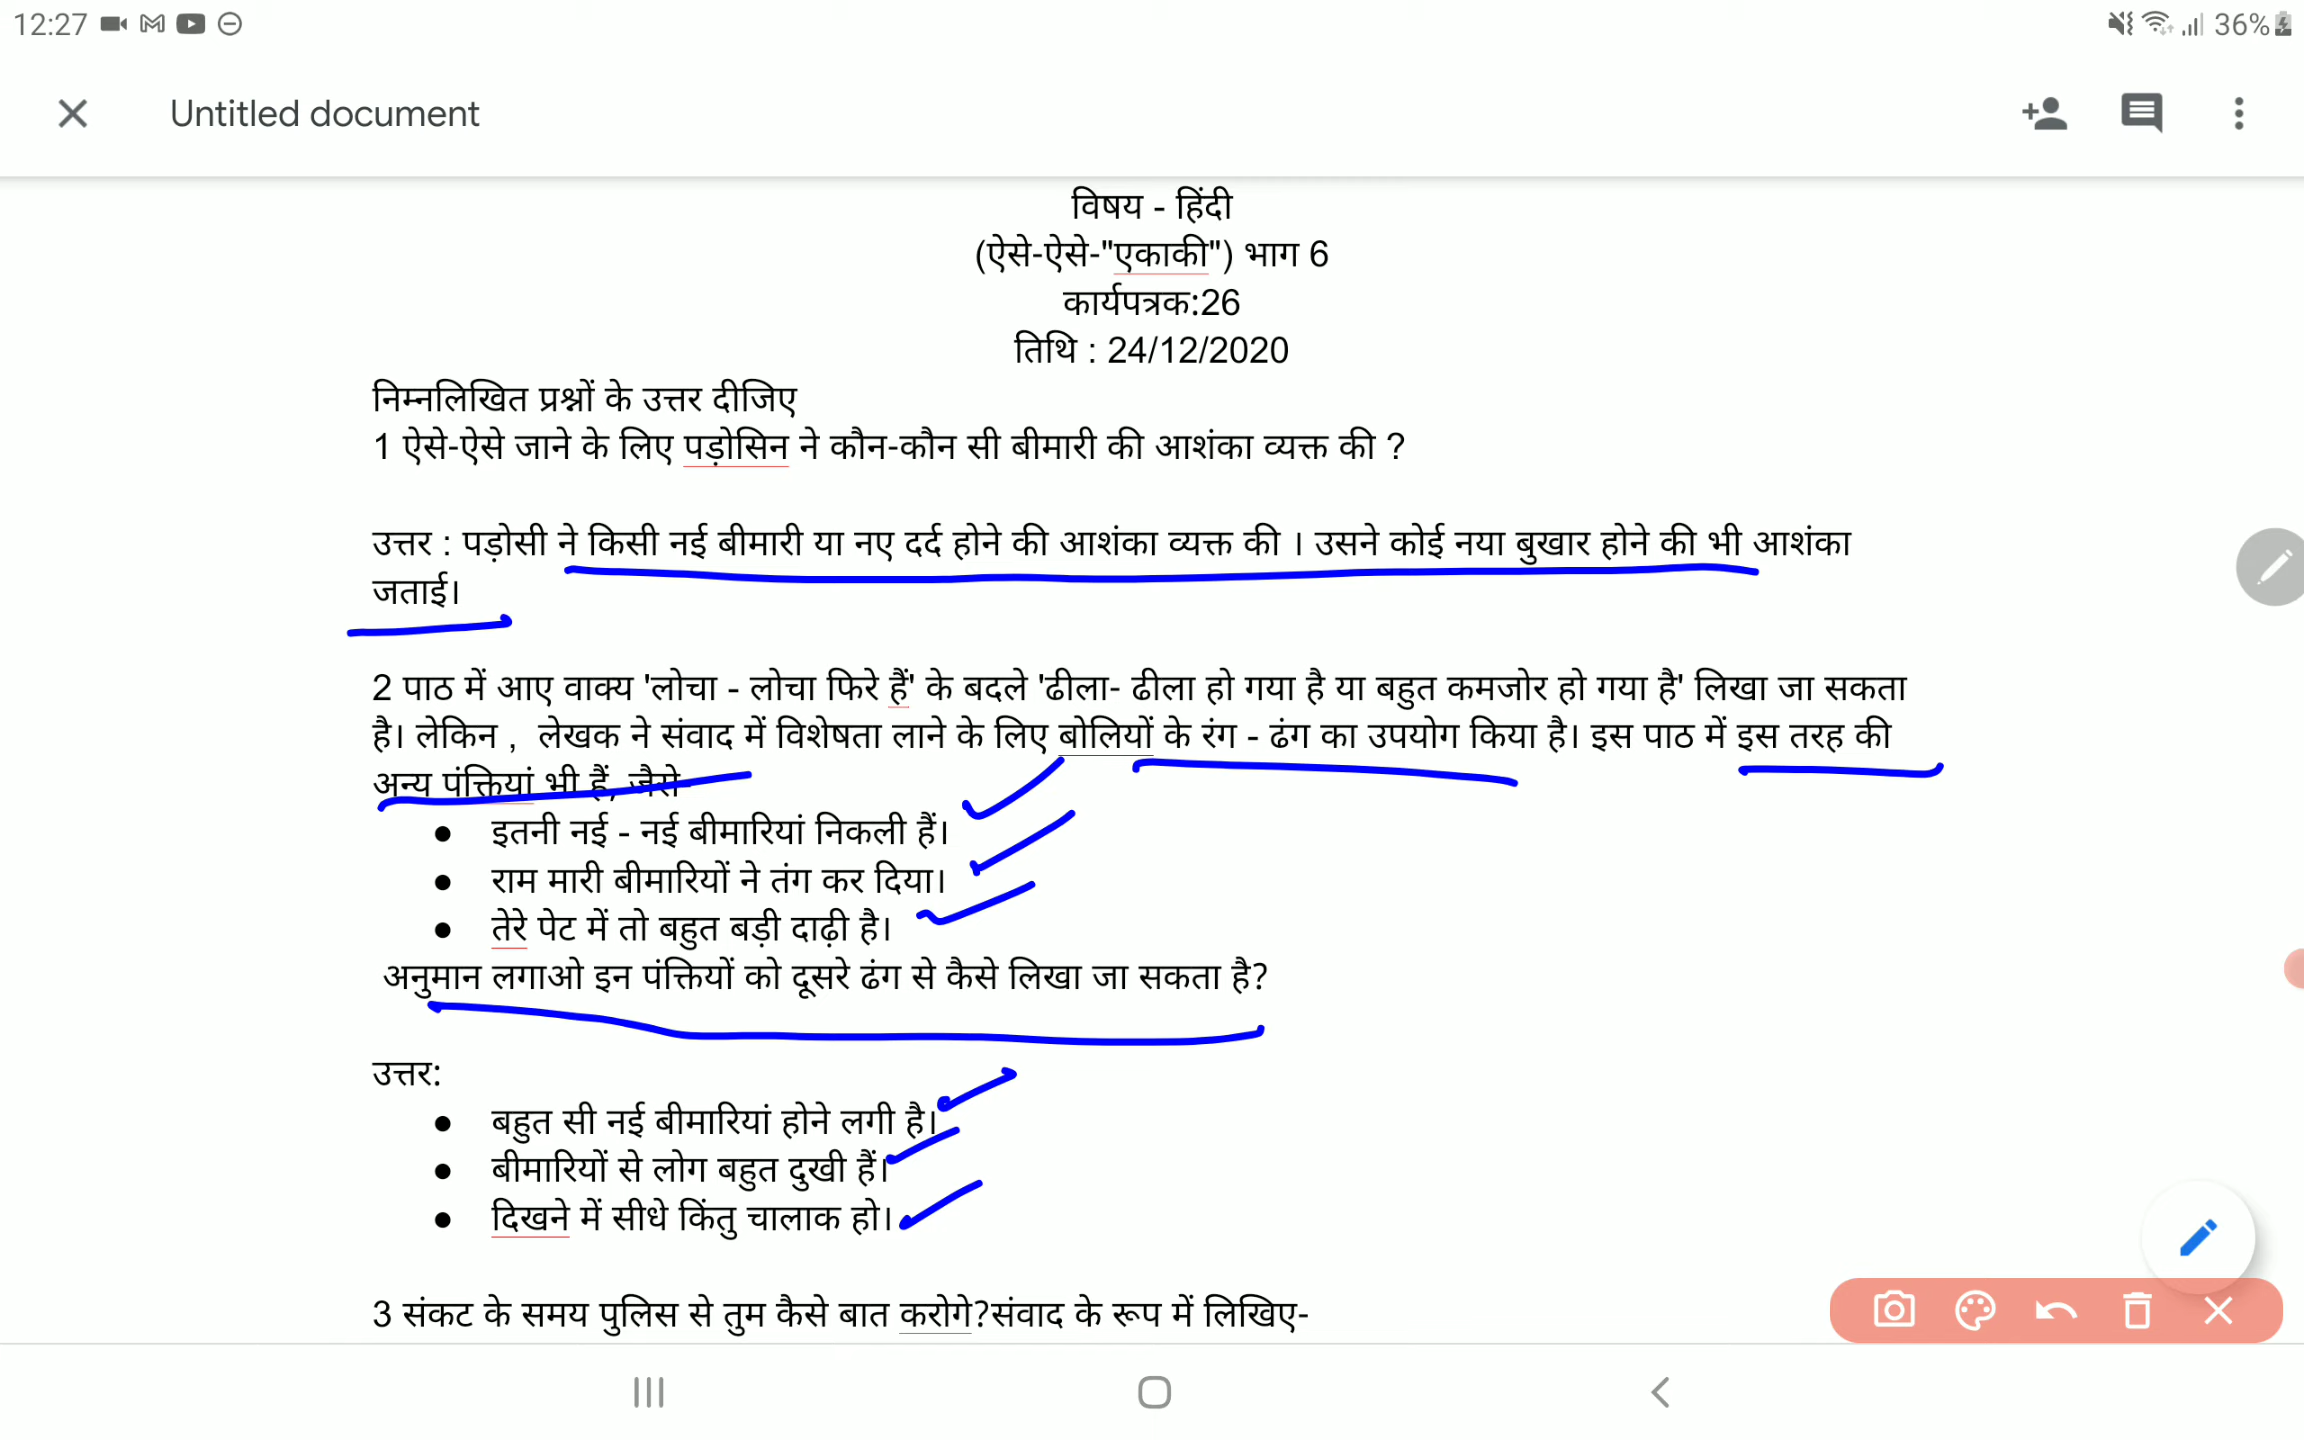 12:27
36%
Untitled document
विषय - हिंदी
(ऐसे-ऐसे-"एकाकी") भाग 6
कार्यपत्रक:26
तिथि : 24/12/2020
निम्नलिखित प्रश्नों के उत्तर दीजिए
1 ऐसे-ऐसे जाने के लिए पड़ोसिन ने कौन-कौन सी बीमारी की आशंका व्यक्त की ?
उत्तर : पड़ोसी ने किसी नई बीमारी या नए दर्द होने की आशंका व्यक्त की । उसने कोई नया बुखार होने की भी आशंका
जताई।
2 पाठ में आए वाक्य 'लोचा - लोचा फिरे हैं' के बदले 'ढीला- ढीला हो गया है या बहुत कमजोर हो गया है' लिखा जा सकता
है। लेकिन , लेखक ने संवाद में विशेषता लाने के लिए बोलियों के रंग - ढंग का उपयोग किया है। इस पाठ में इस तरह की
अन्य पंक्तियां भी हैं, जैसे-
● इतनी नई - नई बीमारियां निकली हैं।
● राम मारी बीमारियों ने तंग कर दिया।
● तेरे पेट में तो बहुत बड़ी दाढ़ी है।
अनुमान लगाओ इन पंक्तियों को दूसरे ढंग से कैसे लिखा जा सकता है?
उत्तर:
● बहुत सी नई बीमारियां होने लगी है।
● बीमारियों से लोग बहुत दुखी हैं।
● दिखने में सीधे किंतु चालाक हो।
3 संकट के समय पुलिस से तुम कैसे बात करोगे?संवाद के रूप में लिखिए-